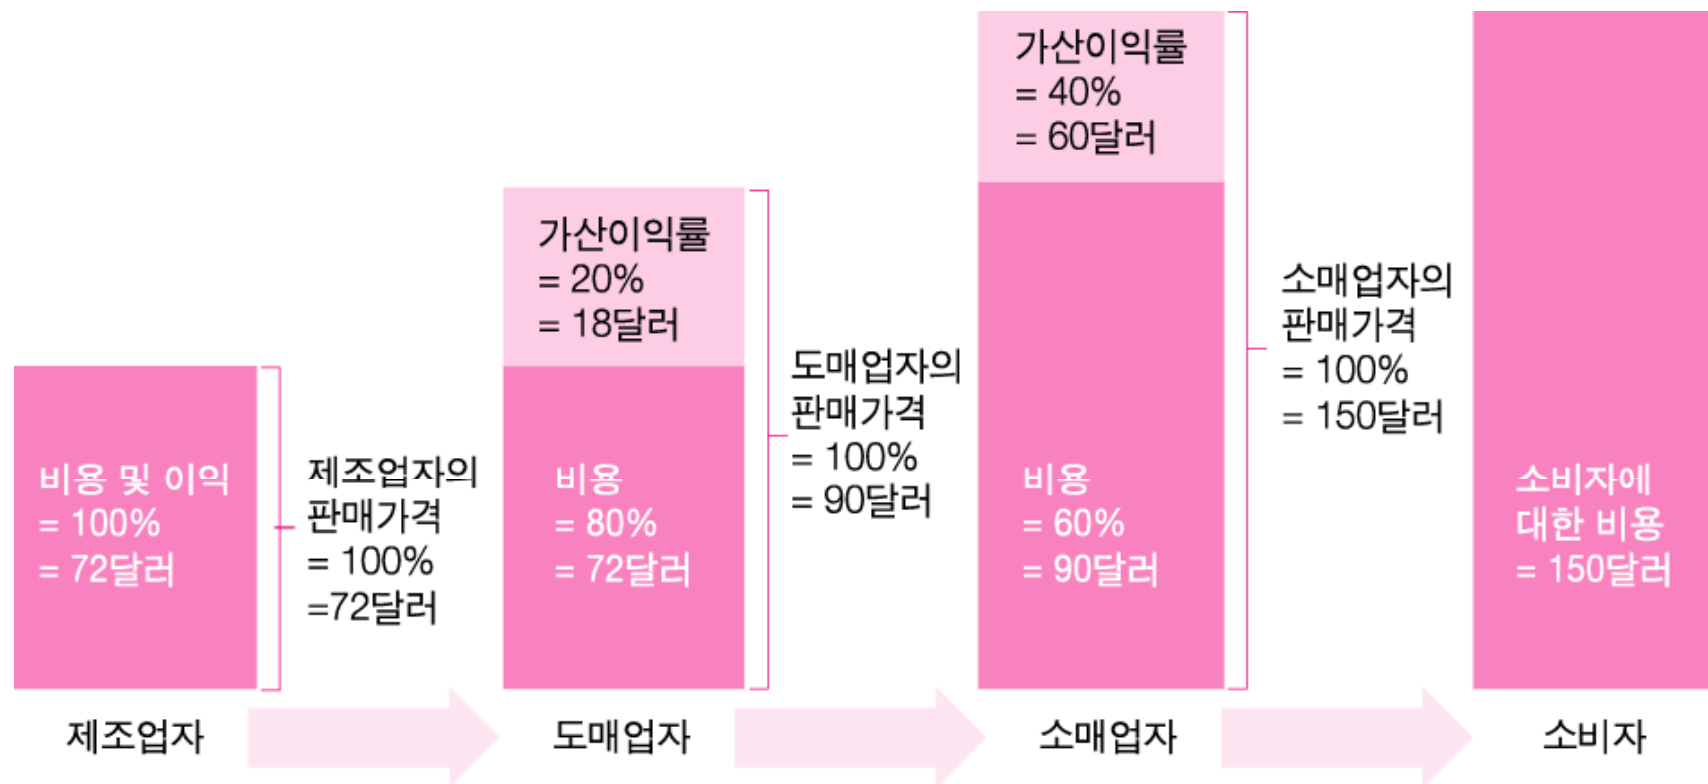 비용 및 이익
= 100%
= 72달러
제조업자의
판매가격
= 100%
=72달러
가산이익률
= 20%
= 18달러
비용
= 80%
= 72달러
도매업자의
판매가격
= 100%
= 90달러
가산이익률
= 40%
= 60달러
비용
= 60%
= 90달러
소매업자의
판매가격
= 100%
= 150달러
소비자에
대한 비용
= 150달러
제조업자
도매업자
소매업자
소비자